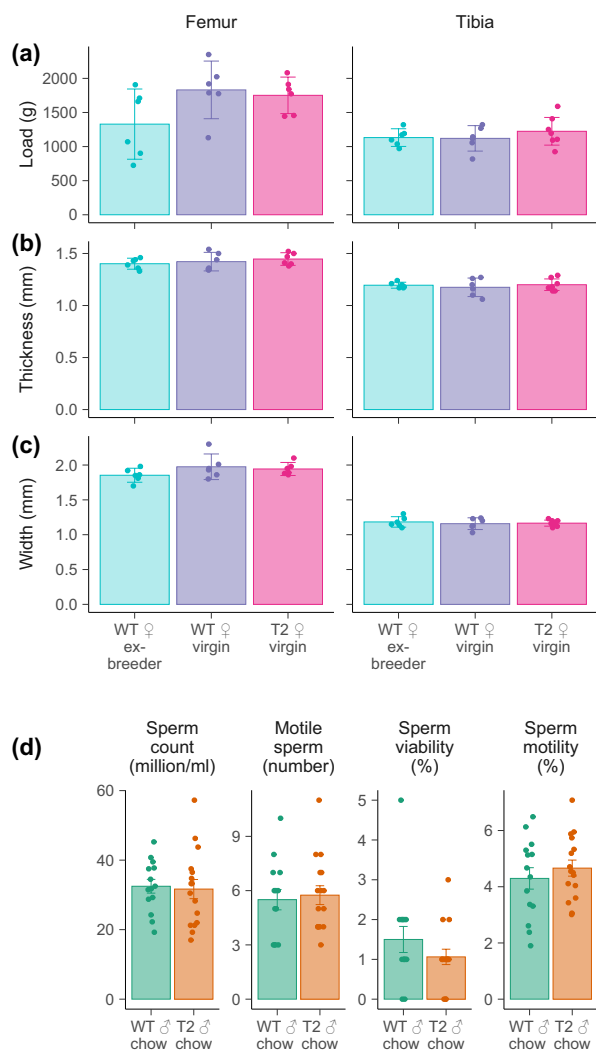 Femur
Tibia
(a)
Load (g)
2000
1500
1000
500
0
(b)
Thickness (mm)
1.5
1.0
0.5
0.0
(c)
Width (mm)
2.0
1.5
1.0
0.5
0.0
WT ♀
ex-
breeder
WT ♀
virgin
T2 ♀
virgin
WT ♀
ex-
breeder
WT ♀
virgin
T2 ♀
virgin
(d)
Sperm
count
(million/ml)
60
40
20
0
WT ♂
chow
T2 ♂
chow
Motile
sperm
(number)
9
6
3
0
WT ♂
chow
T2 ♂
chow
Sperm
viability
(%)
5
4
3
2
1
0
WT ♂
chow
T2 ♂
chow
Sperm
motility
(%)
6
4
2
0
WT ♂
chow
T2 ♂
chow